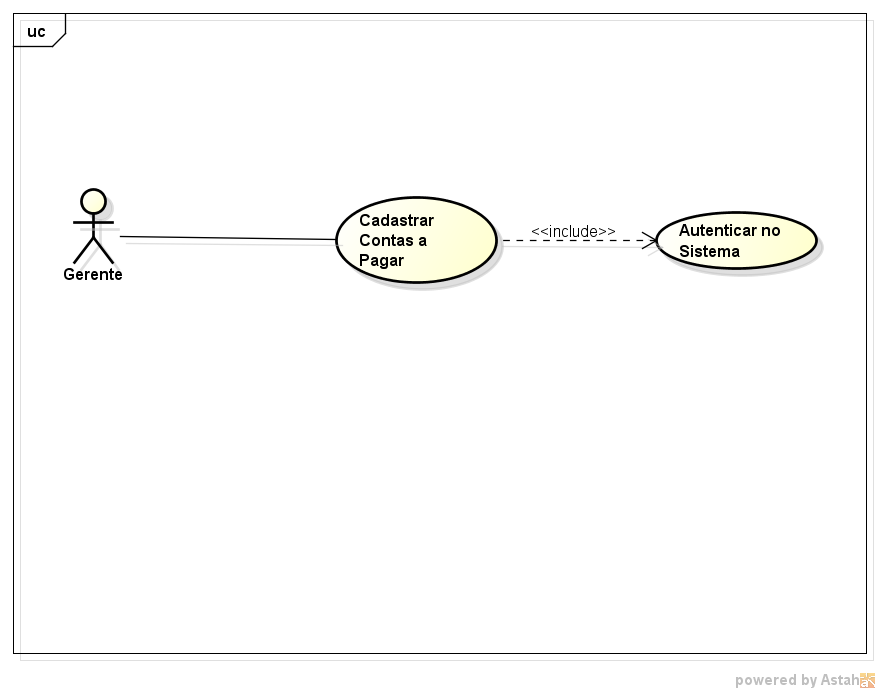 uc
Cadastrar
Contas a
Pagar
<<include>>
Autenticar no
Sistema
Gerente
powered by Astah